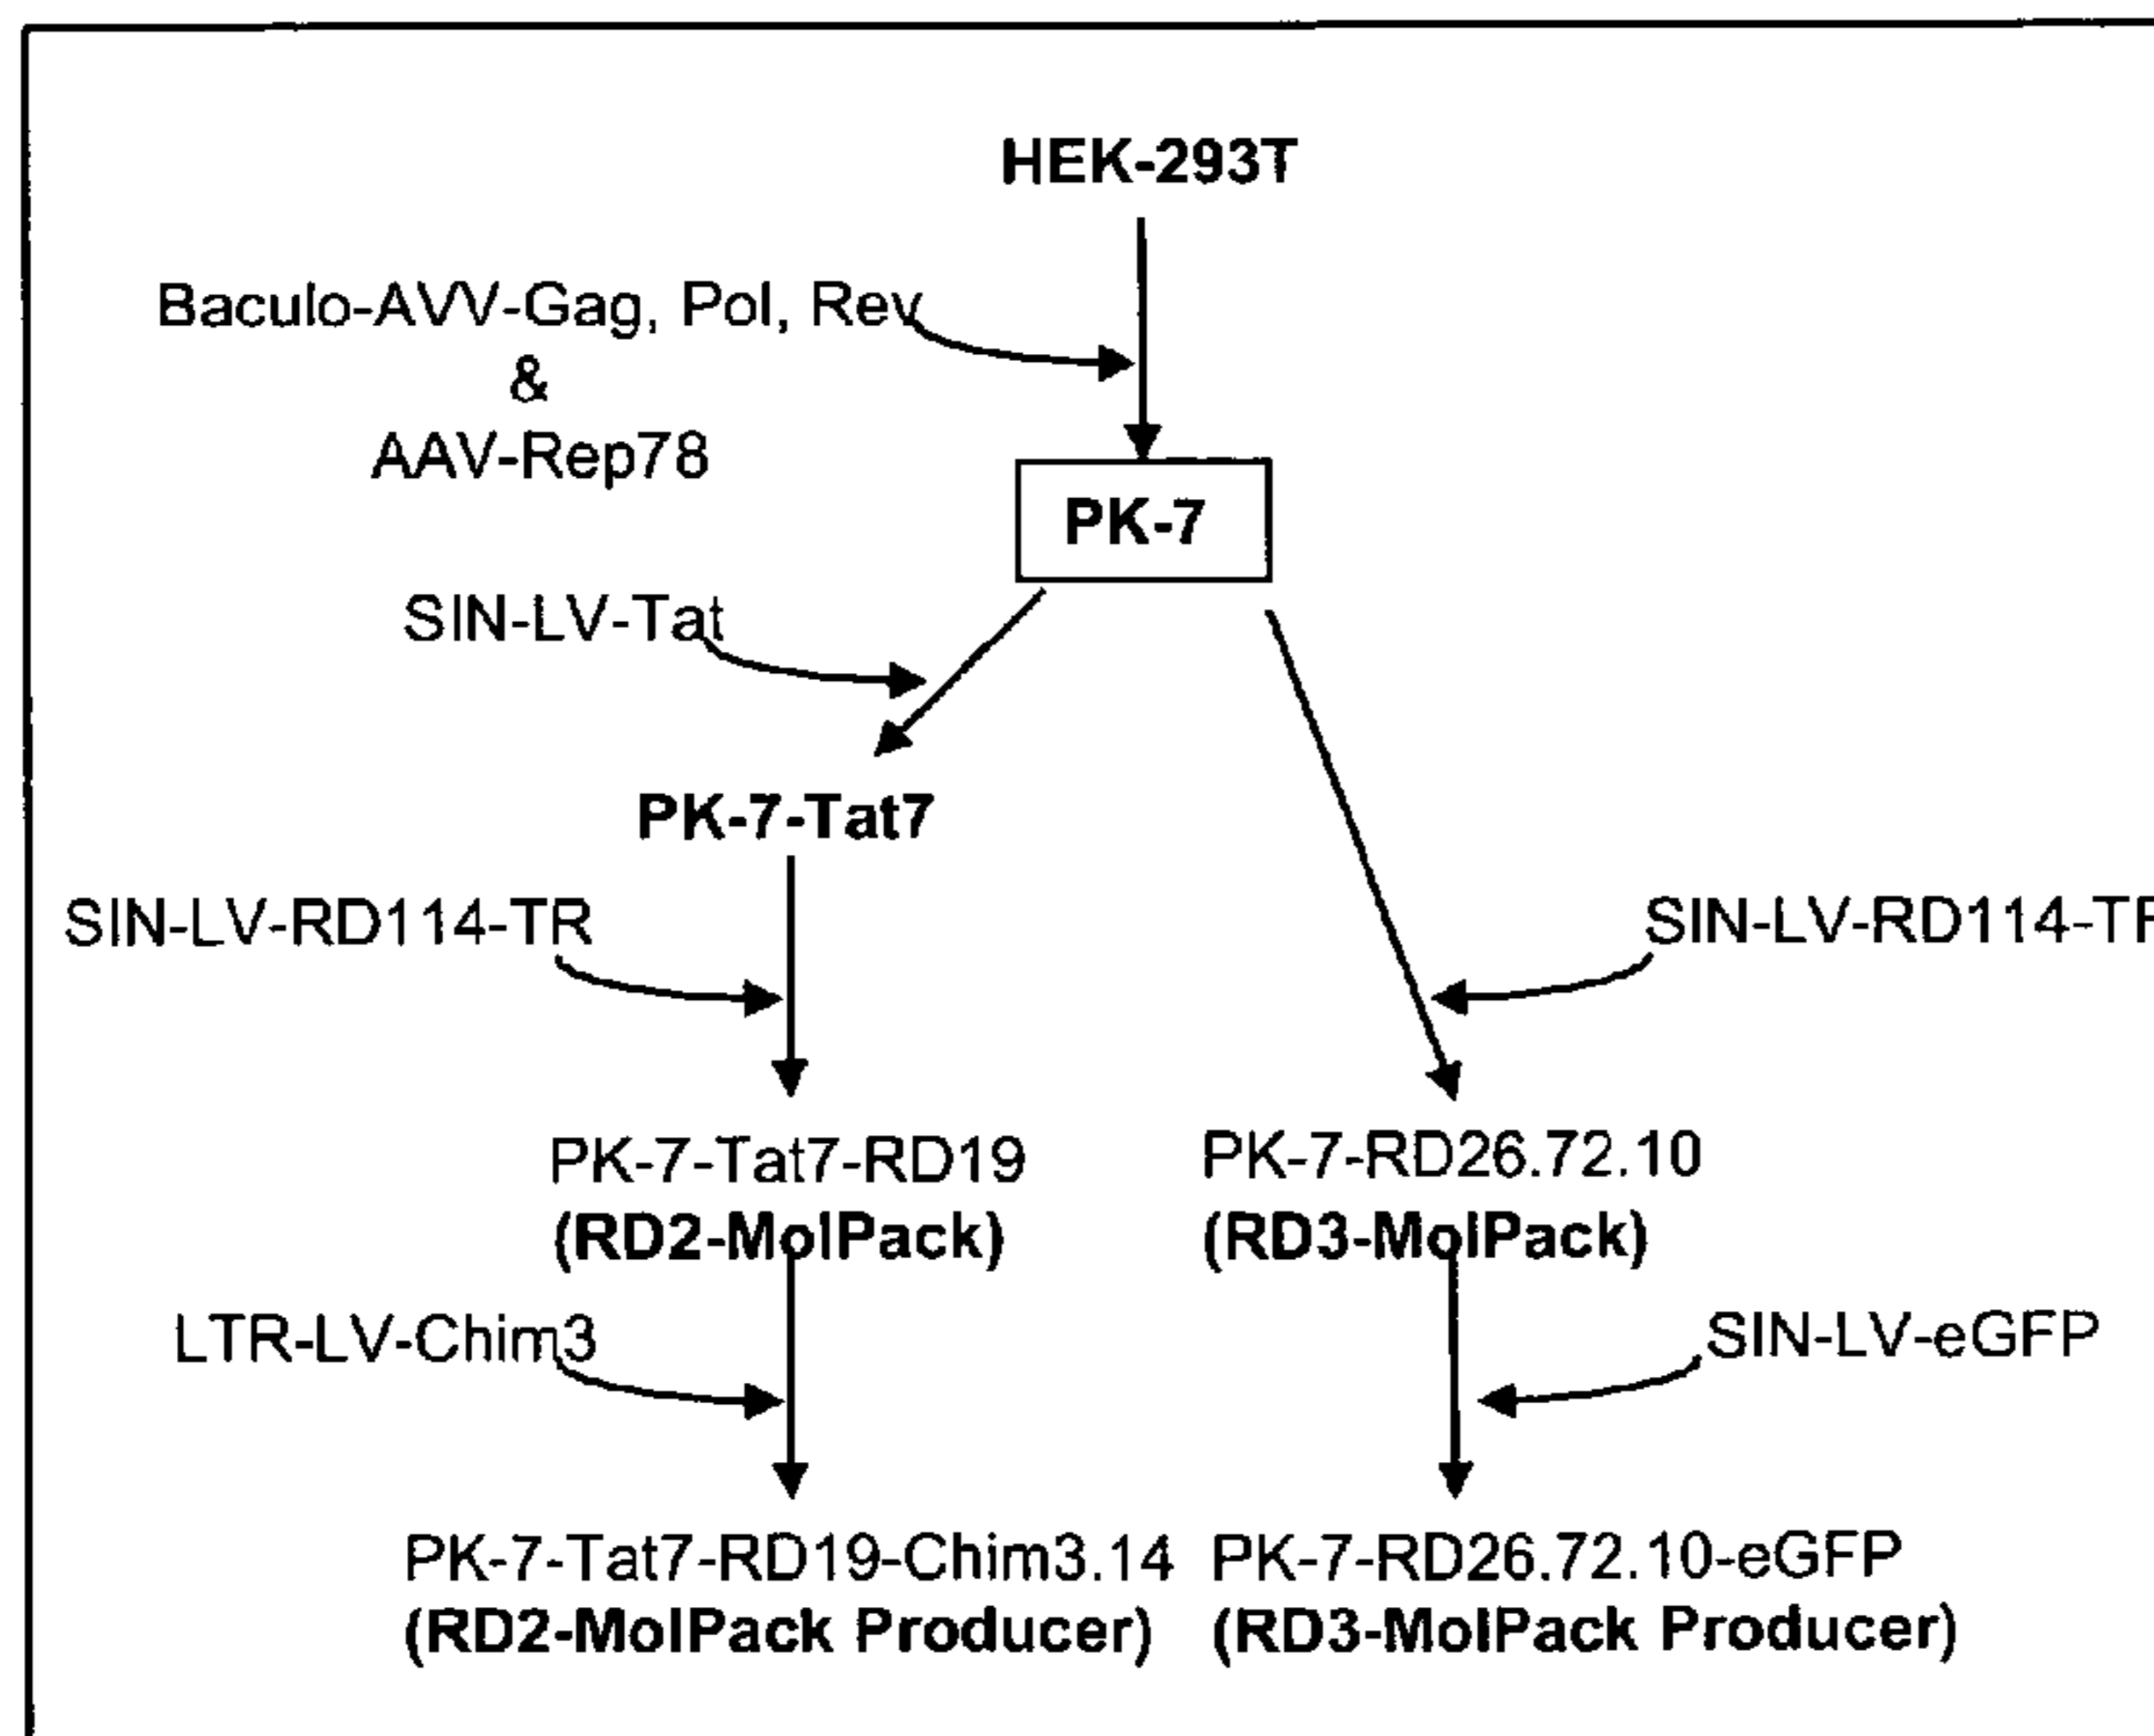 HEK-293T
Baculo-AVV-Gag, Pol, Rev
&
AAV-Rep78
PK-7
SIN-LV-Tat
PK-7-Tat7
SIN-LV-RD114-TR
SIN-LV-RD114-TR
PK-7-Tat7-RD19
(RD2-MolPack)
PK-7-RD26.72.10
(RD3-MolPack)
LTR-LV-Chim3
SIN-LV-eGFP
PK-7-Tat7-RD19-Chim3.14
(RD2-MolPack Producer)
PK-7-RD26.72.10-eGFP
(RD3-MolPack Producer)